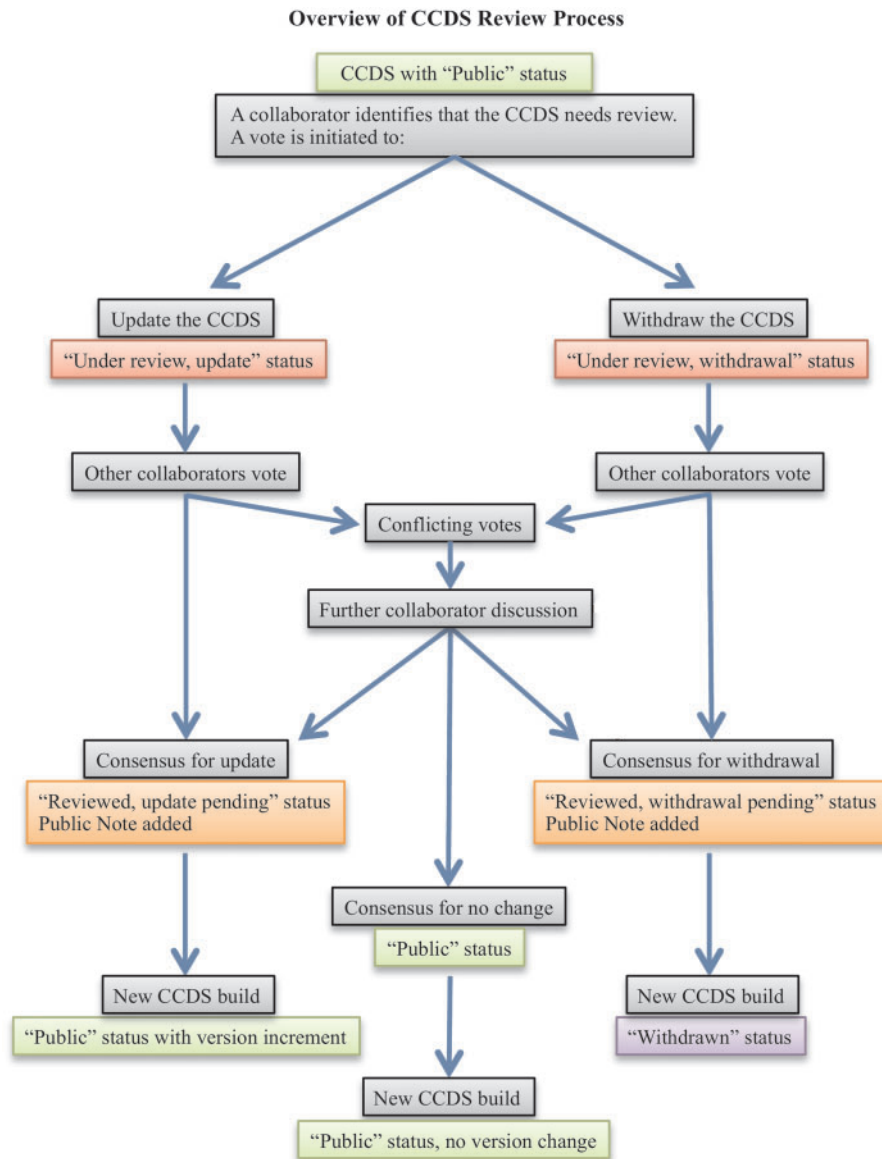 Overview of CCDS Review Process
CCDS with “Public” status
A collaborator identifies that the CCDS needs review.
A vote is initiated to:
Update the CCDS
“Under review, update” status
Withdraw the CCDS
“Under review, withdrawal” status
Other collaborators vote
Other collaborators vote
Conflicting votes
Further collaborator discussion
Consensus for update
“Reviewed, update pending” status
Public Note added
Consensus for withdrawal
“Reviewed, withdrawal pending” status
Public Note added
Consensus for no change
“Public” status
New CCDS build
“Public” status with version increment
New CCDS build
“Withdrawn” status
New CCDS build
“Public” status, no version change